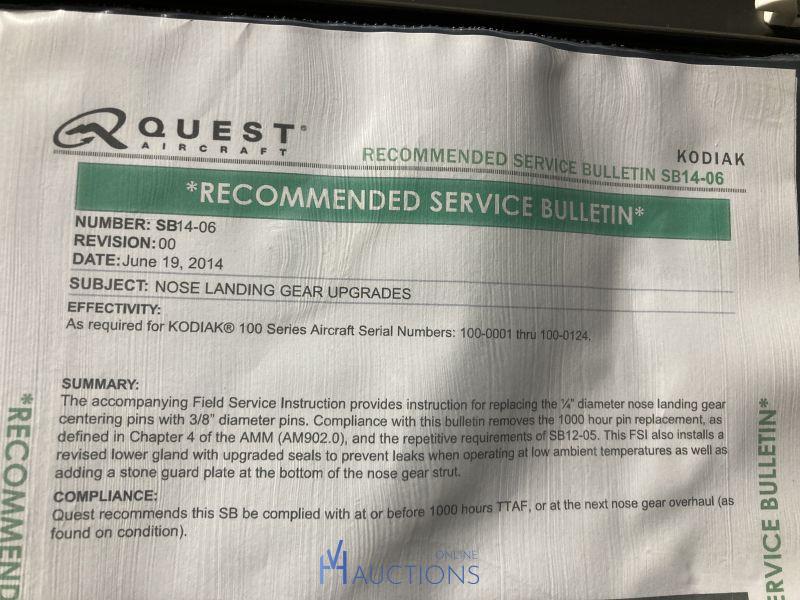 QUEST®
AIRCRAFT
KODIAK
RECOMMENDED SERVICE BULLETIN SB14-06
*RECOMMENDED SERVICE BULLETIN*
NUMBER: SB14-06
REVISION: 00
DATE: June 19, 2014
SUBJECT: NOSE LANDING GEAR UPGRADES
EFFECTIVITY:
As required for KODIAK® 100 Series Aircraft Serial Numbers: 100-0001 thru 100-0124.
SUMMARY:
The accompanying Field Service Instruction provides instruction for replacing the ¼" diameter nose landing gear
centering pins with 3/8" diameter pins. Compliance with this bulletin removes the 1000 hour pin replacement, as
defined in Chapter 4 of the AMM (AM902.0), and the repetitive requirements of SB12-05. This FSI also installs a
revised lower gland with upgraded seals to prevent leaks when operating at low ambient temperatures as well as
adding a stone guard plate at the bottom of the nose gear strut.
COMPLIANCE:
Quest recommends this SB be complied with at or before 1000 hours TTAF, or at the next nose gear overhaul (as
found on condition).
*RECOMMEND
ERVICE BULLETIN*
HV ONLINE
AUCTIONS